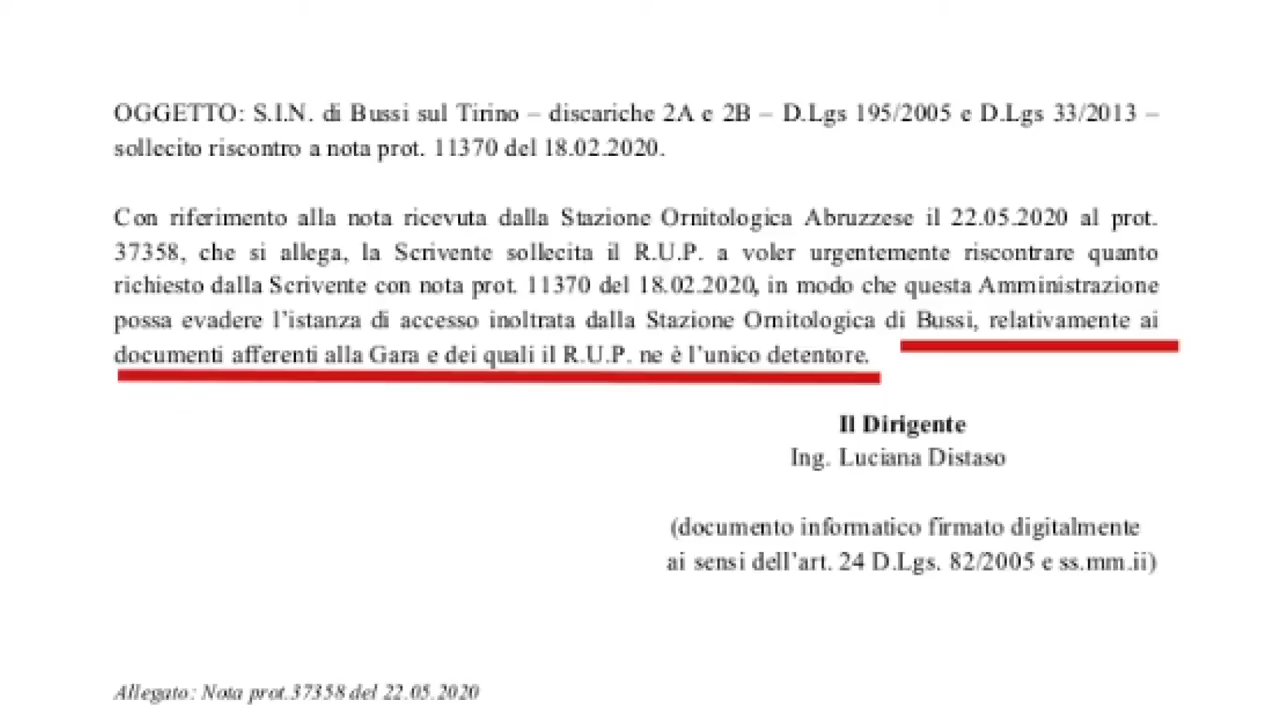 OGGETTO: S.I.N. di Bussi sul Tirino – discariche 2A e 2B – D.Lgs 195/2005 e D.Lgs 33/2013 –
sollecito riscontro a nota prot. 11370 del 18.02.2020.
Con riferimento alla nota ricevuta dalla Stazione Ornitologica Abruzzese il 22.05.2020 al prot.
37358, che si allega, la Scrivente sollecita il R.U.P. a voler urgentemente riscontrare quanto
richiesto dalla Scrivente con nota prot. 11370 del 18.02.2020, in modo che questa Amministrazione
possa evadere l’istanza di accesso inoltrata dalla Stazione Ornitologica di Bussi, relativamente ai
documenti afferenti alla Gara e dei quali il R.U.P. ne è l’unico detentore.
Il Dirigente
Ing. Luciana Distaso
(documento informatico firmato digitalmente
ai sensi dell’art. 24 D.Lgs. 82/2005 e ss.mm.ii)
Allegato: Nota prot.37358 del 22.05.2020